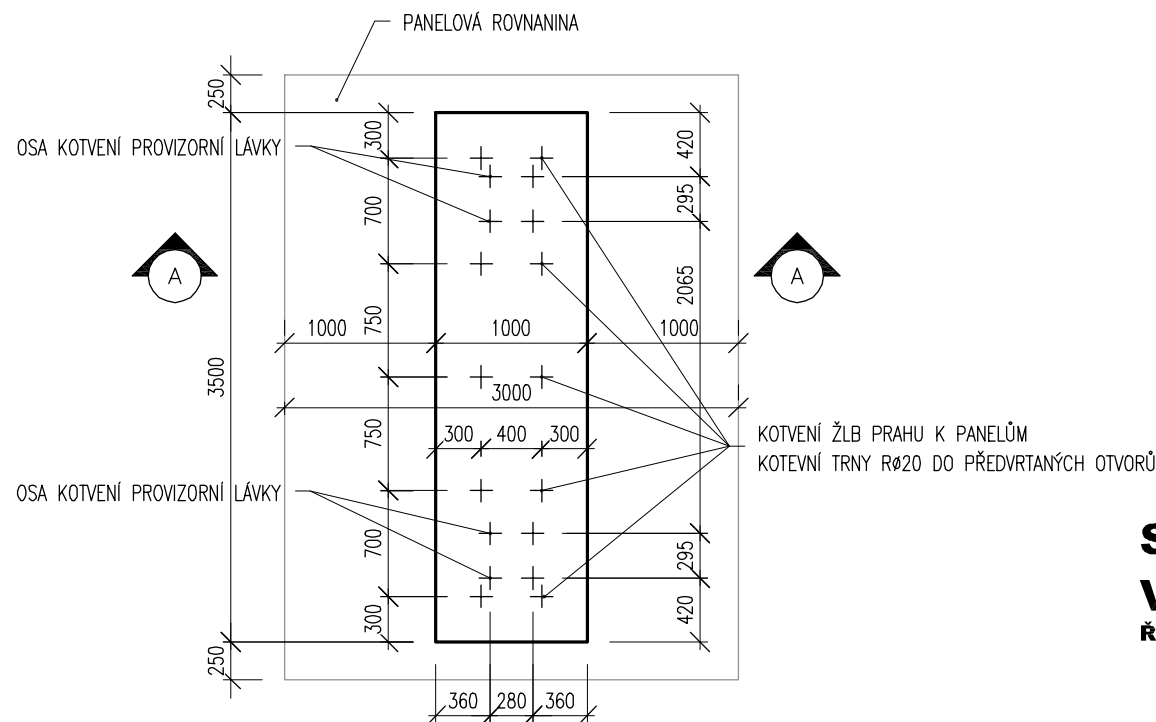 PANELOVÁ ROVNANINA
250
300
420
OSA KOTVENÍ PROVIZORNÍ LÁVKY
295
700
A
A
2065
1000
1000
1000
750
3500
3000
300
400
300
750
KOTVENÍ ŽLB PRAHU K PANELŮM
KOTEVNÍ TRNY Rø20 DO PŘEDVRTANÝCH OTVORŮ
OSA KOTVENÍ PROVIZORNÍ LÁVKY
700
295
S
V
Ř
300
420
250
360
280
360